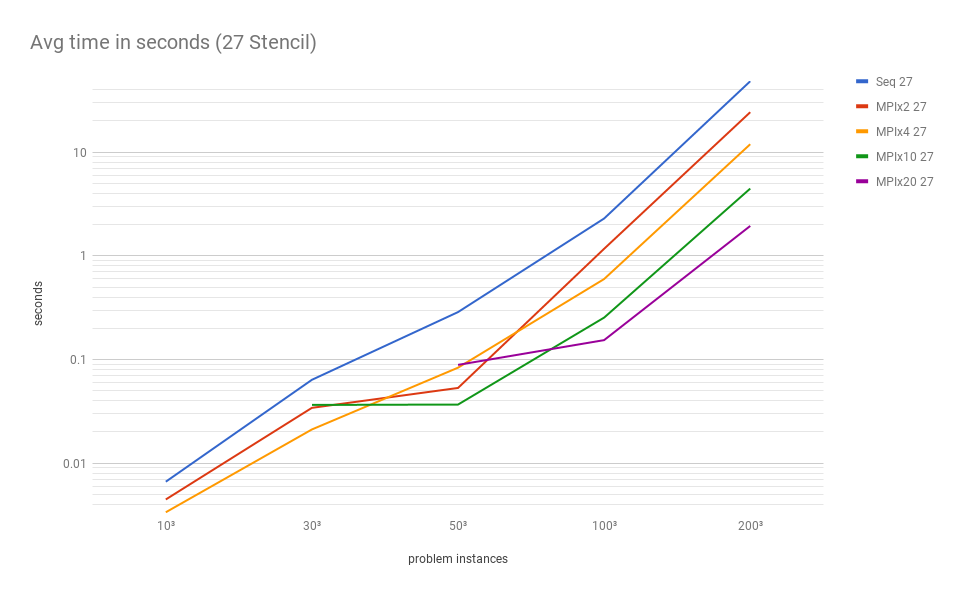 Avg time in seconds (27 Stencil)
Seq 27
MPIx2 27
MPIx4 27
MPIx10 27
MPIx20 27
10
1
0.1
0.01
seconds
10³
30³
50³
100³
200³
problem instances